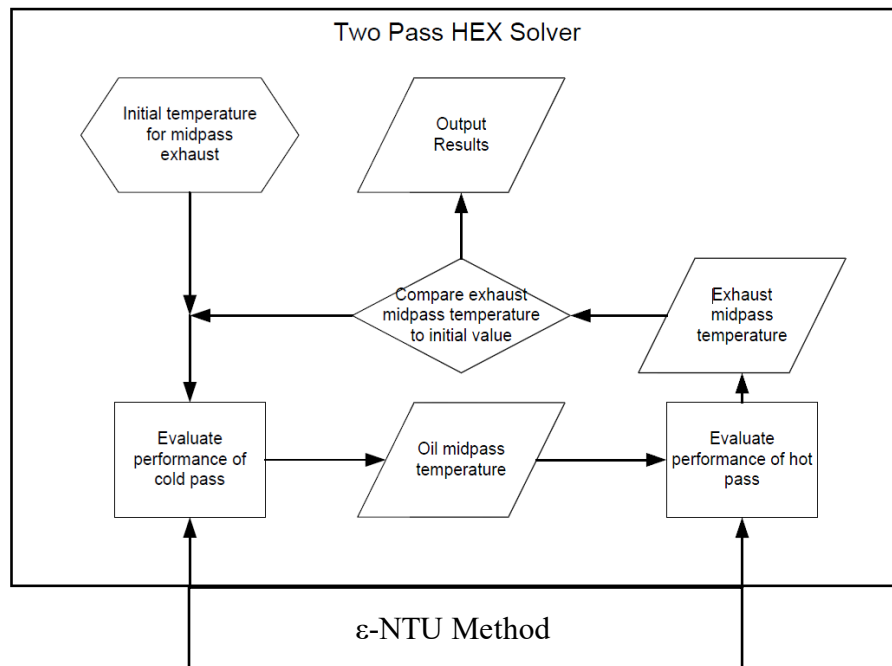 Two Pass HEX Solver
Initial temperature
for midpass
exhaust
Output
Results
Compare exhaust
midpass temperature
to initial value
Exhaust
midpass
temperature
Evaluate
performance of
cold pass
Oil midpass
temperature
Evaluate
performance of hot
pass
ε-NTU Method